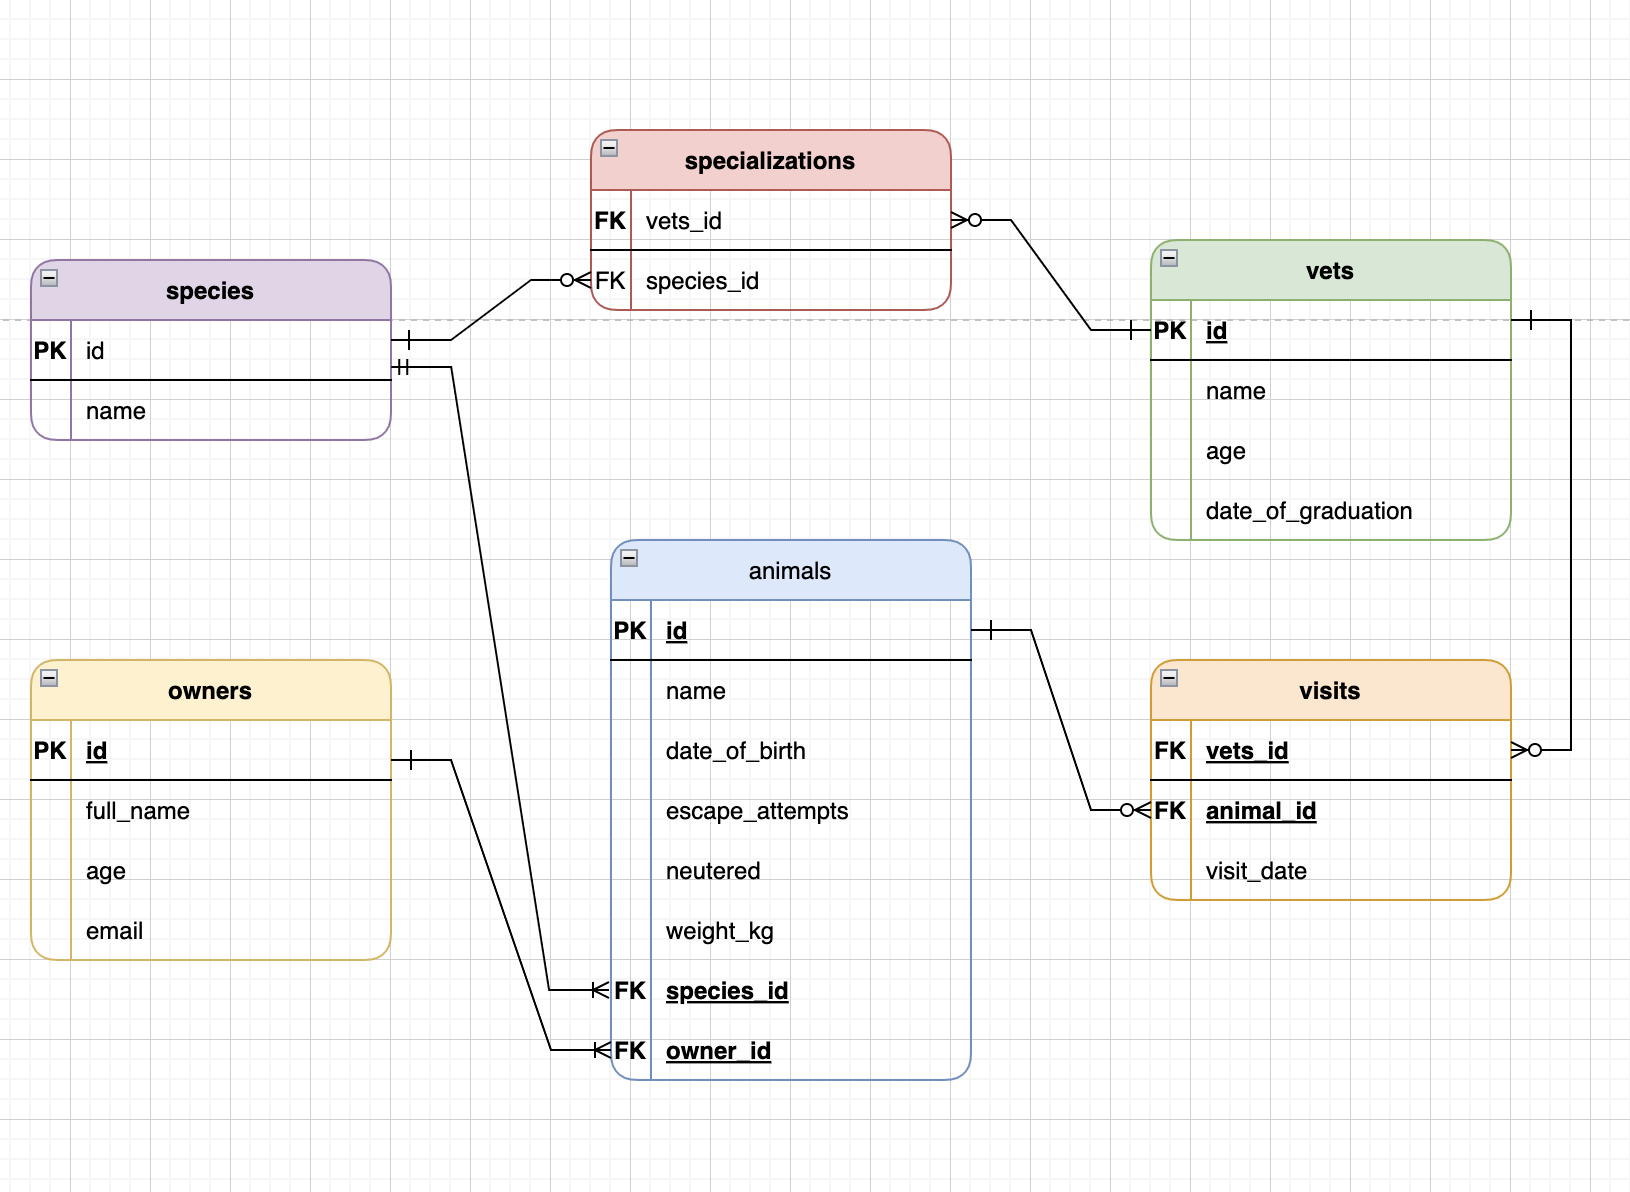 specializations
FK vets_id
FK species_id
species
PK id
name
vets
PK id
name
age
date_of_graduation
animals
PK id
name
date_of_birth
escape_attempts
neutered
weight_kg
FK species_id
FK owner_id
owners
PK id
full_name
age
email
visits
FK vets_id
FK animal_id
visit_date